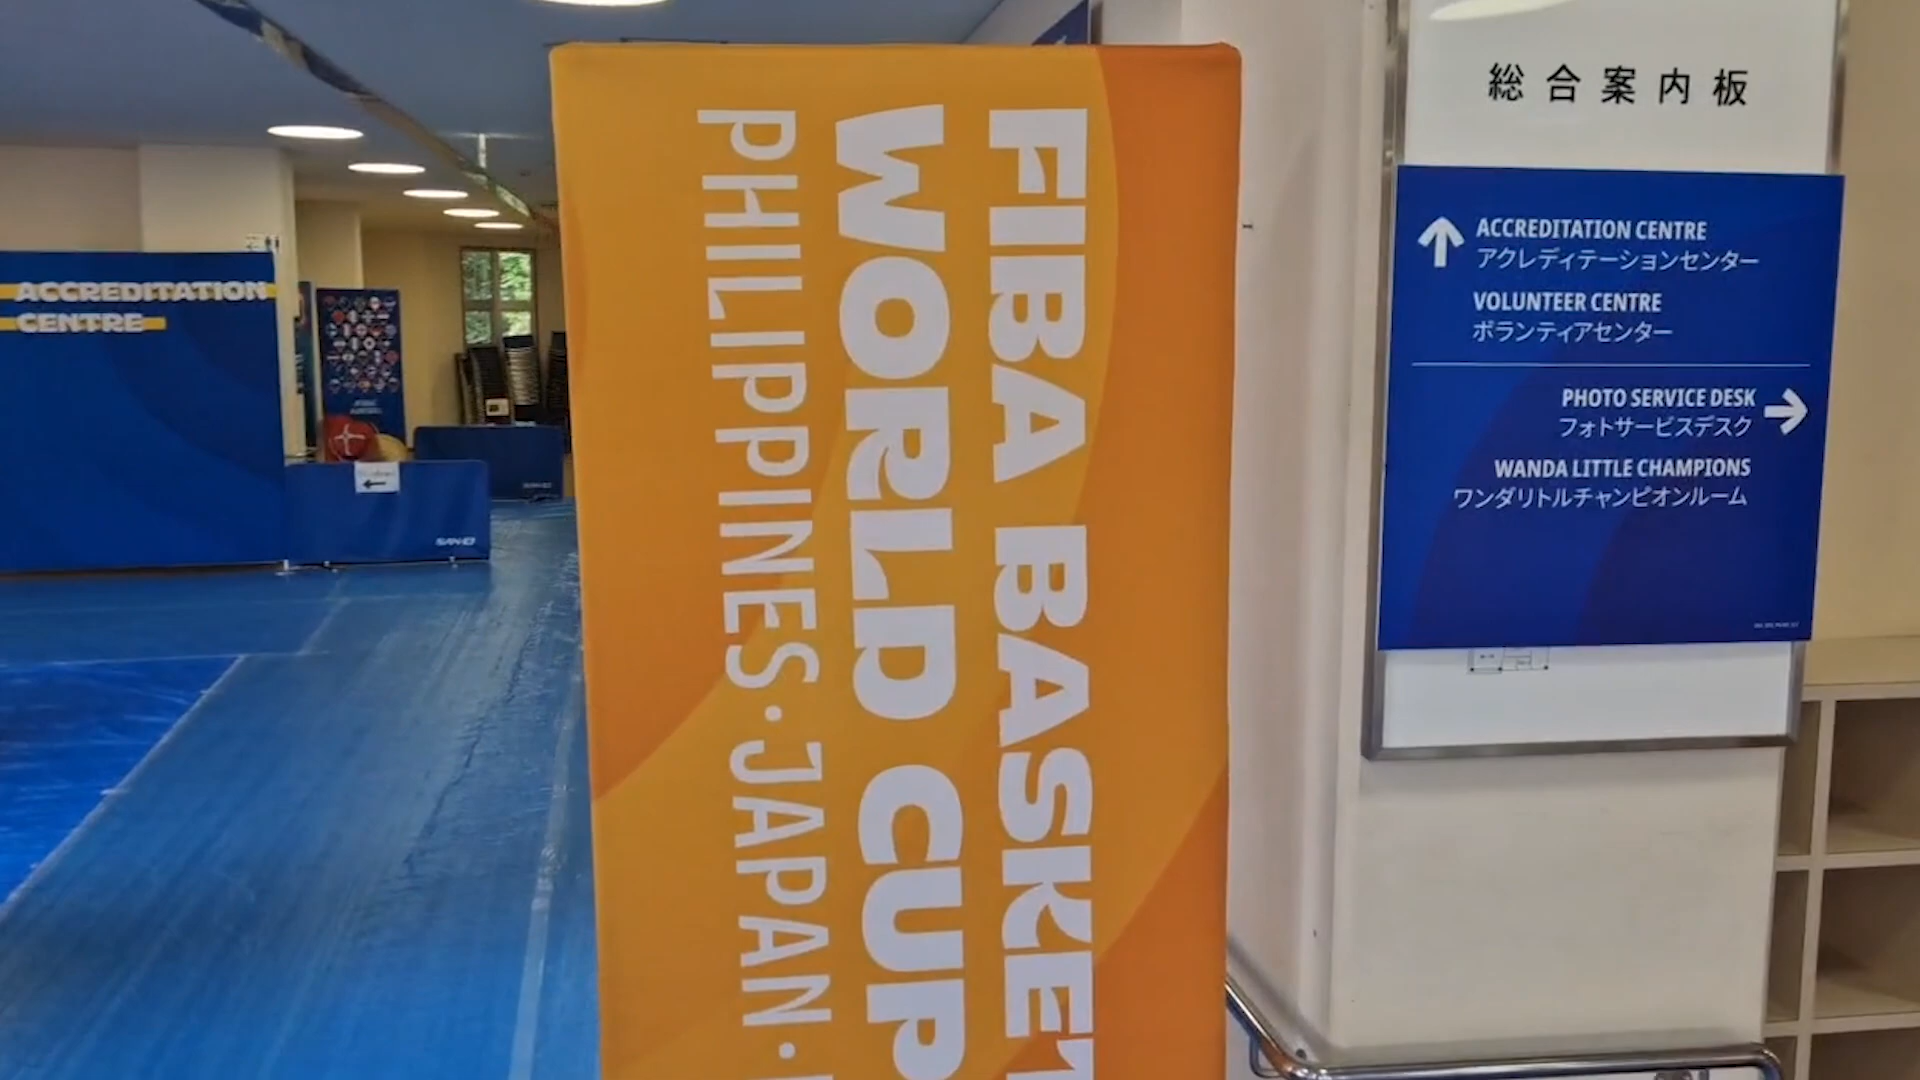 ACCREDITATION
CENTRE
FIBA BASKET
WORLD CUP
PHILIPPINES · JAPAN ·
総合案内板
ACCREDITATION CENTRE
アクレディテーションセンター
VOLUNTEER CENTRE
ボランティアセンター
PHOTO SERVICE DESK
フォトサービスデスク
WANDA LITTLE CHAMPIONS
ワンダリトルチャンピオンルーム